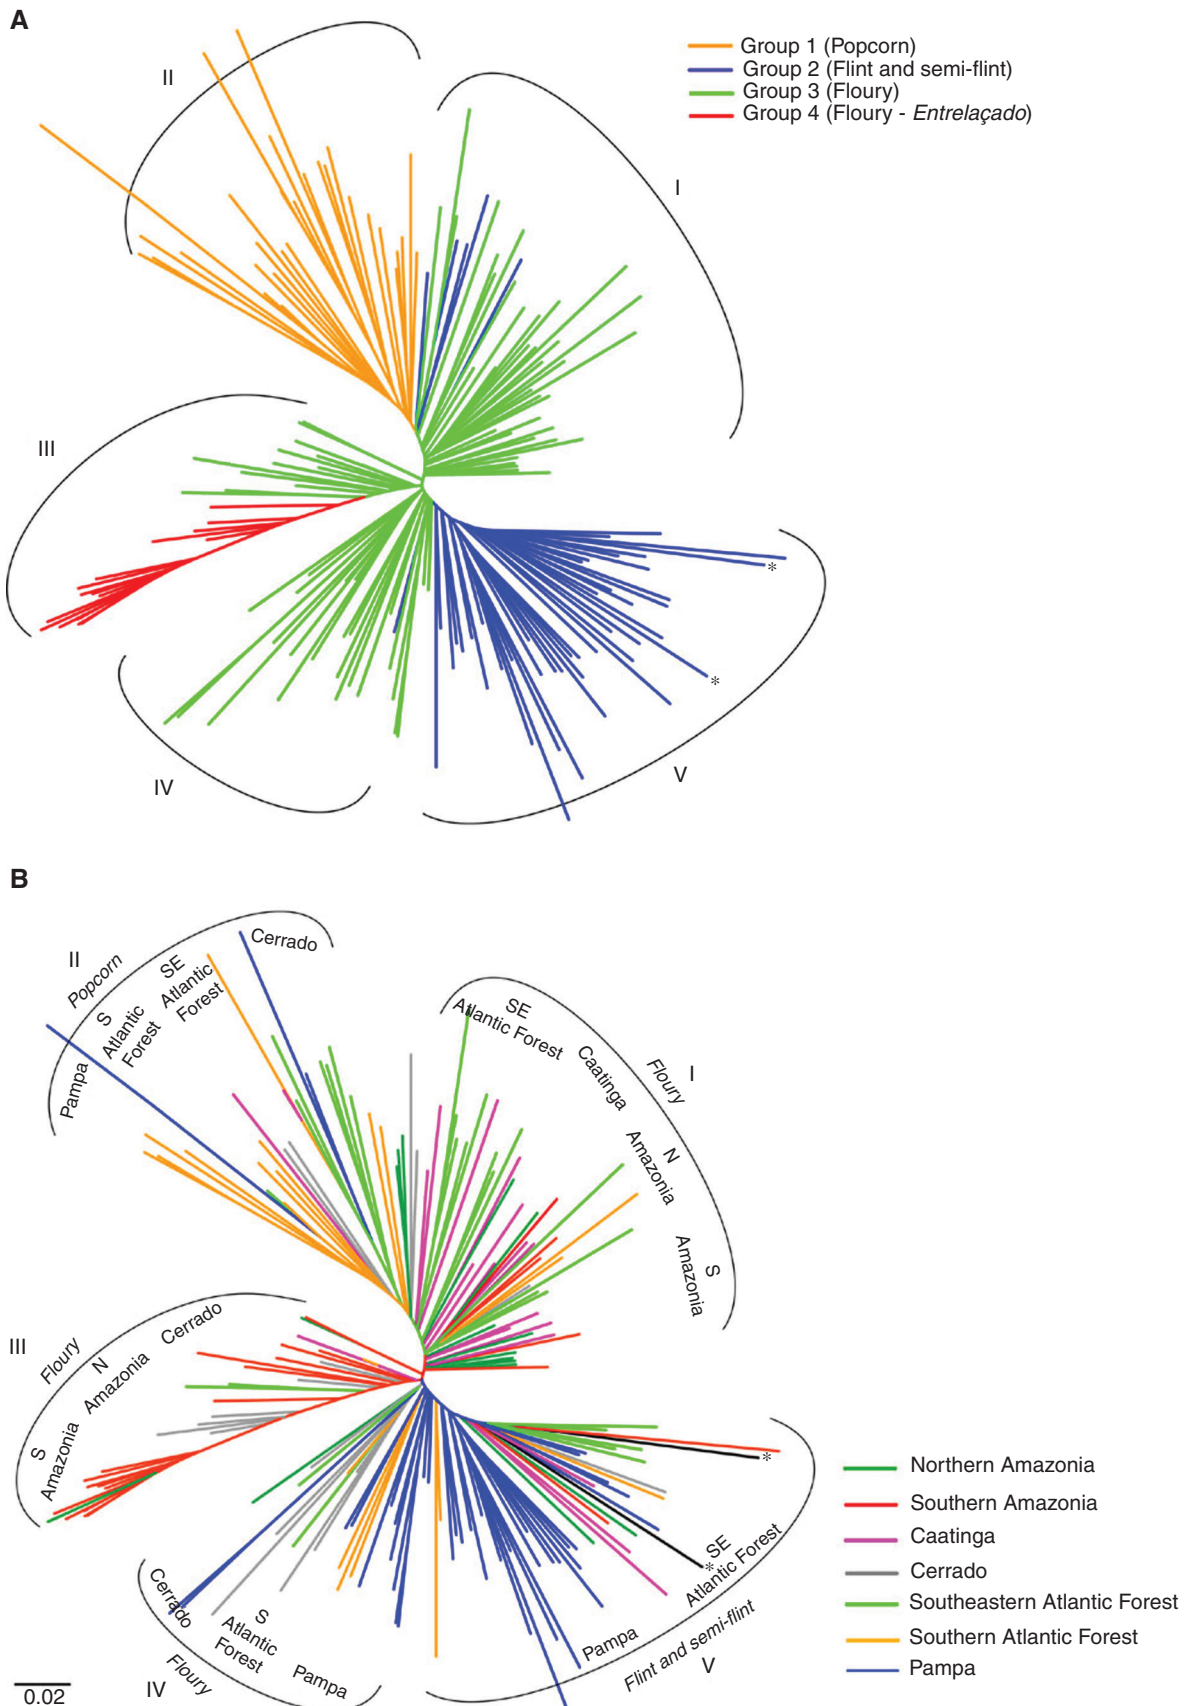 A
Group 1 (Popcorn)
Group 2 (Flint and semi-flint)
Group 3 (Floury)
Group 4 (Floury - Entrelaçado)
II
I
III
*
*
IV
V
B
II
Popcorn
Pampa
S
Atlantic
Forest
SE
Atlantic
Forest
Cerrado
SE
Atlantic Forest
Caatinga
N
Amazonia
S
Amazonia
Floury
I
III
Floury
S
Amazonia
N
Amazonia
Cerrado
*
*
SE
Atlantic Forest
Pampa
Flint and semi-flint
V
Cerrado
S
Atlantic
Forest
Pampa
Floury
IV
Northern Amazonia
Southern Amazonia
Caatinga
Cerrado
Southeastern Atlantic Forest
Southern Atlantic Forest
Pampa
0.02